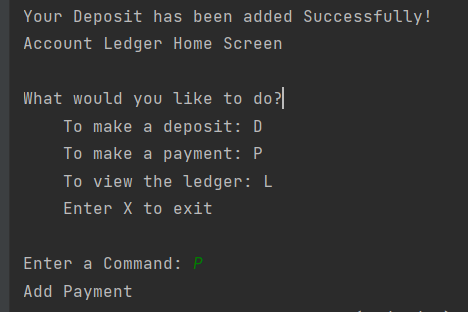 Your Deposit has been added Successfully!
Account Ledger Home Screen
What would you like to do?
To make a deposit: D
To make a payment: P
To view the ledger: L
Enter X to exit
Enter a Command: P
Add Payment